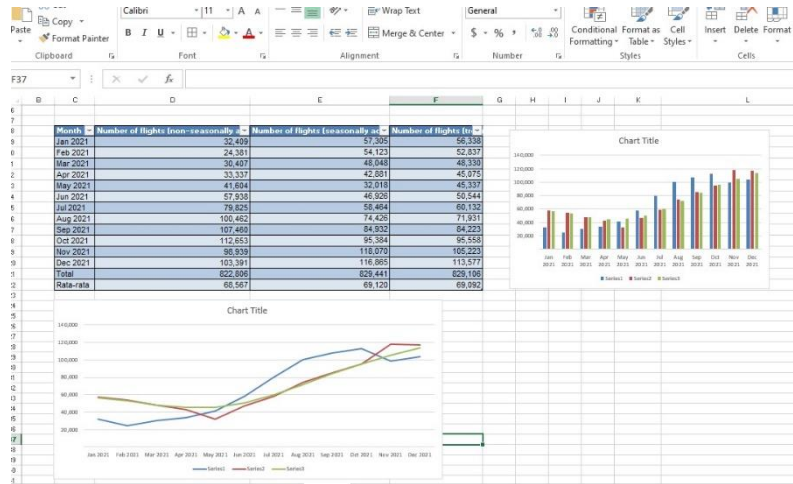 Calibri 11 A A Wrap Text General
Paste Copy Conditional Format as Cell Insert Delete Format
Format Painter B I U A Merge & Center $ % , Formatting Table Styles
Clipboard Font Alignment Number Styles Cells
F37 fx
B C D E F G H I J K L
Month Number of flights (non-seasonally a Number of flights (seasonally ad Number of flights (tre
Jan 2021 32,409 57,305 56,338
Feb 2021 24,381 54,123 52,837
Mar 2021 30,407 48,048 48,330
Apr 2021 33,337 42,881 45,075
May 2021 41,604 32,018 45,337
Jun 2021 57,938 46,926 50,544
Jul 2021 79,825 58,464 60,132
Aug 2021 100,462 74,426 71,931
Sep 2021 107,460 84,932 84,223
Oct 2021 112,653 95,384 95,558
Nov 2021 98,939 118,070 105,223
Dec 2021 103,391 116,865 113,577
Total 822,806 829,441 829,106
Rata-rata 68,567 69,120 69,092
Chart Title
140,000
120,000
100,000
80,000
60,000
40,000
20,000
Jan Feb Mar Apr May Jun Jul Aug Sep Oct Nov Dec
2021 2021 2021 2021 2021 2021 2021 2021 2021 2021 2021 2021
Series1 Series2 Series3
Chart Title
140,000
120,000
100,000
80,000
60,000
40,000
20,000
Jan 2021 Feb 2021 Mar 2021 Apr 2021 May 2021 Jun 2021 Jul 2021 Aug 2021 Sep 2021 Oct 2021 Nov 2021 Dec 2021
Series1 Series2 Series3